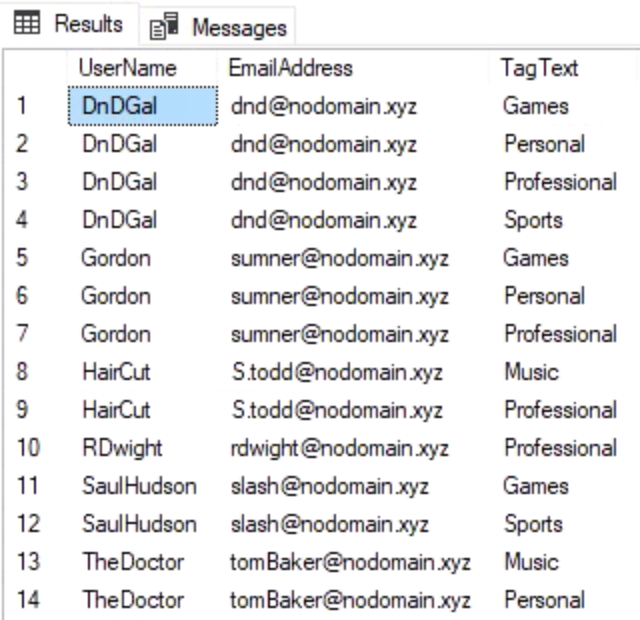 Results Messages
UserName EmailAddress TagText
1 DnDGal dnd@nodomain.xyz Games
2 DnDGal dnd@nodomain.xyz Personal
3 DnDGal dnd@nodomain.xyz Professional
4 DnDGal dnd@nodomain.xyz Sports
5 Gordon sumner@nodomain.xyz Games
6 Gordon sumner@nodomain.xyz Personal
7 Gordon sumner@nodomain.xyz Professional
8 HairCut S.todd@nodomain.xyz Music
9 HairCut S.todd@nodomain.xyz Professional
10 RDwight rdwight@nodomain.xyz Professional
11 SaulHudson slash@nodomain.xyz Games
12 SaulHudson slash@nodomain.xyz Sports
13 TheDoctor tomBaker@nodomain.xyz Music
14 TheDoctor tomBaker@nodomain.xyz Personal